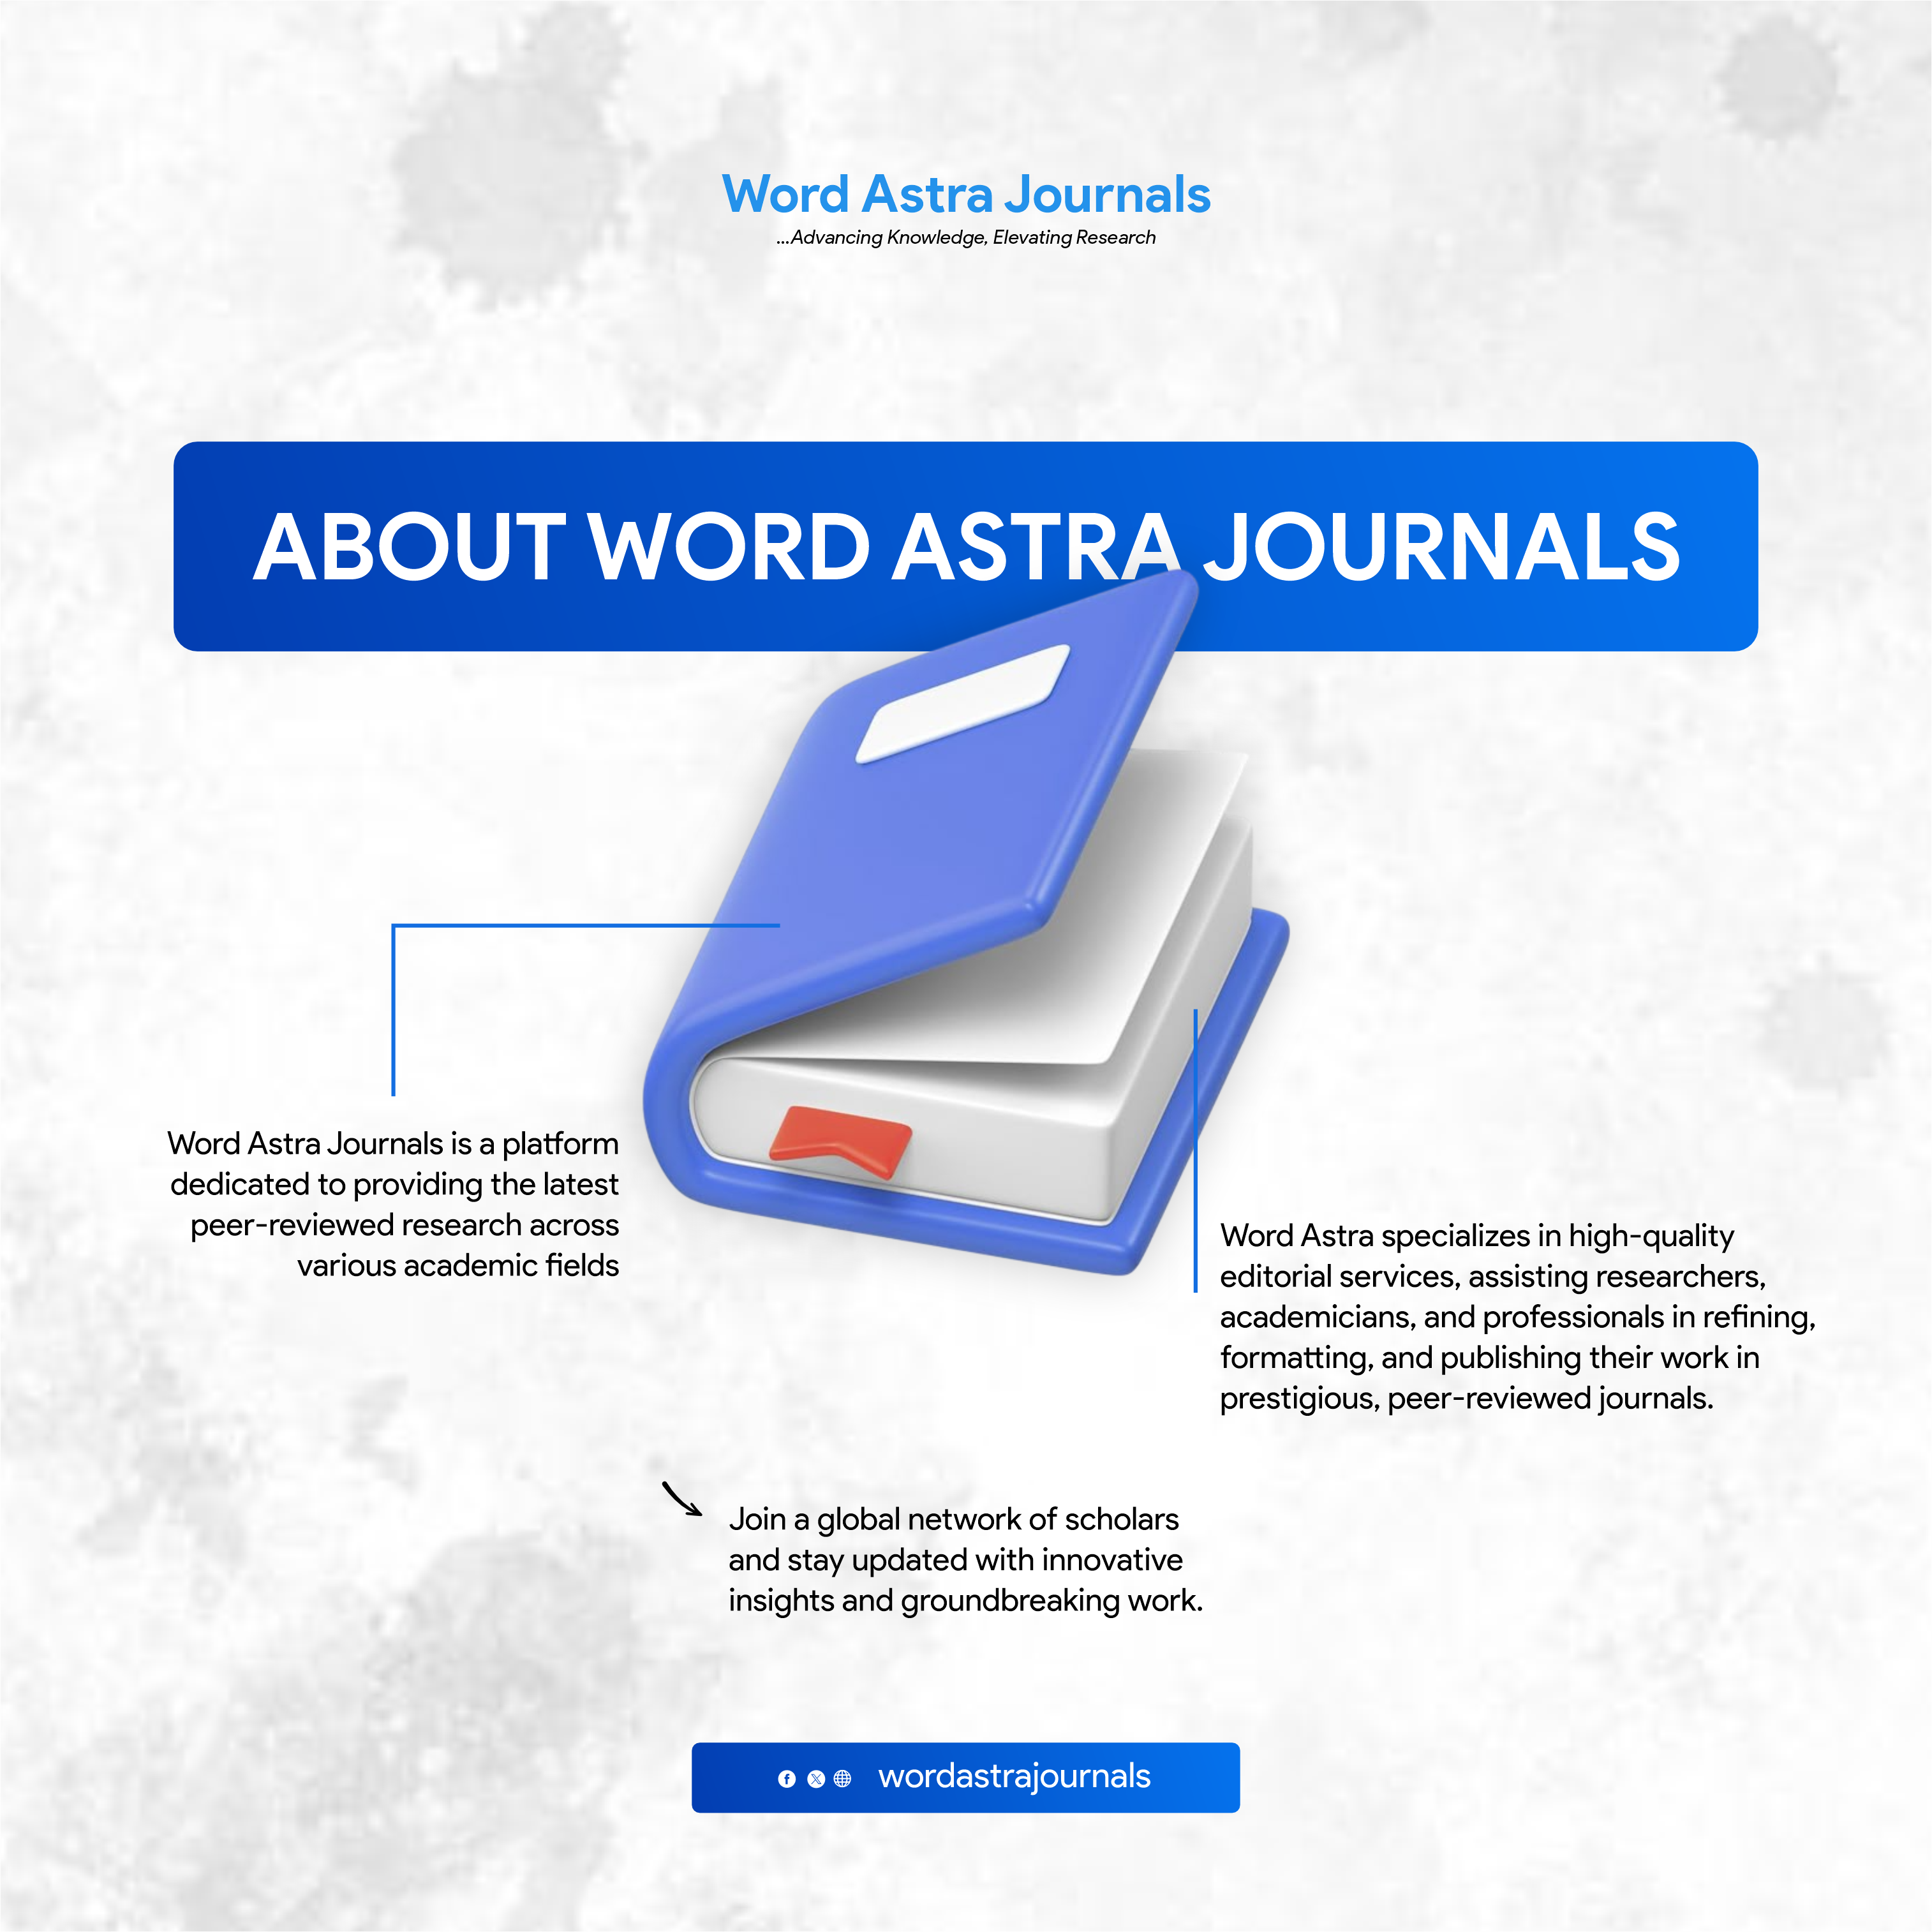 Word Astra Journals
...Advancing Knowledge, Elevating Research
ABOUT WORD ASTRA JOURNALS
Word Astra Journals is a platform
dedicated to providing the latest
peer-reviewed research across
various academic fields
Word Astra specializes in high-quality
editorial services, assisting researchers,
academicians, and professionals in refining,
formatting, and publishing their work in
prestigious, peer-reviewed journals.
Join a global network of scholars
and stay updated with innovative
insights and groundbreaking work.
wordastrajournals